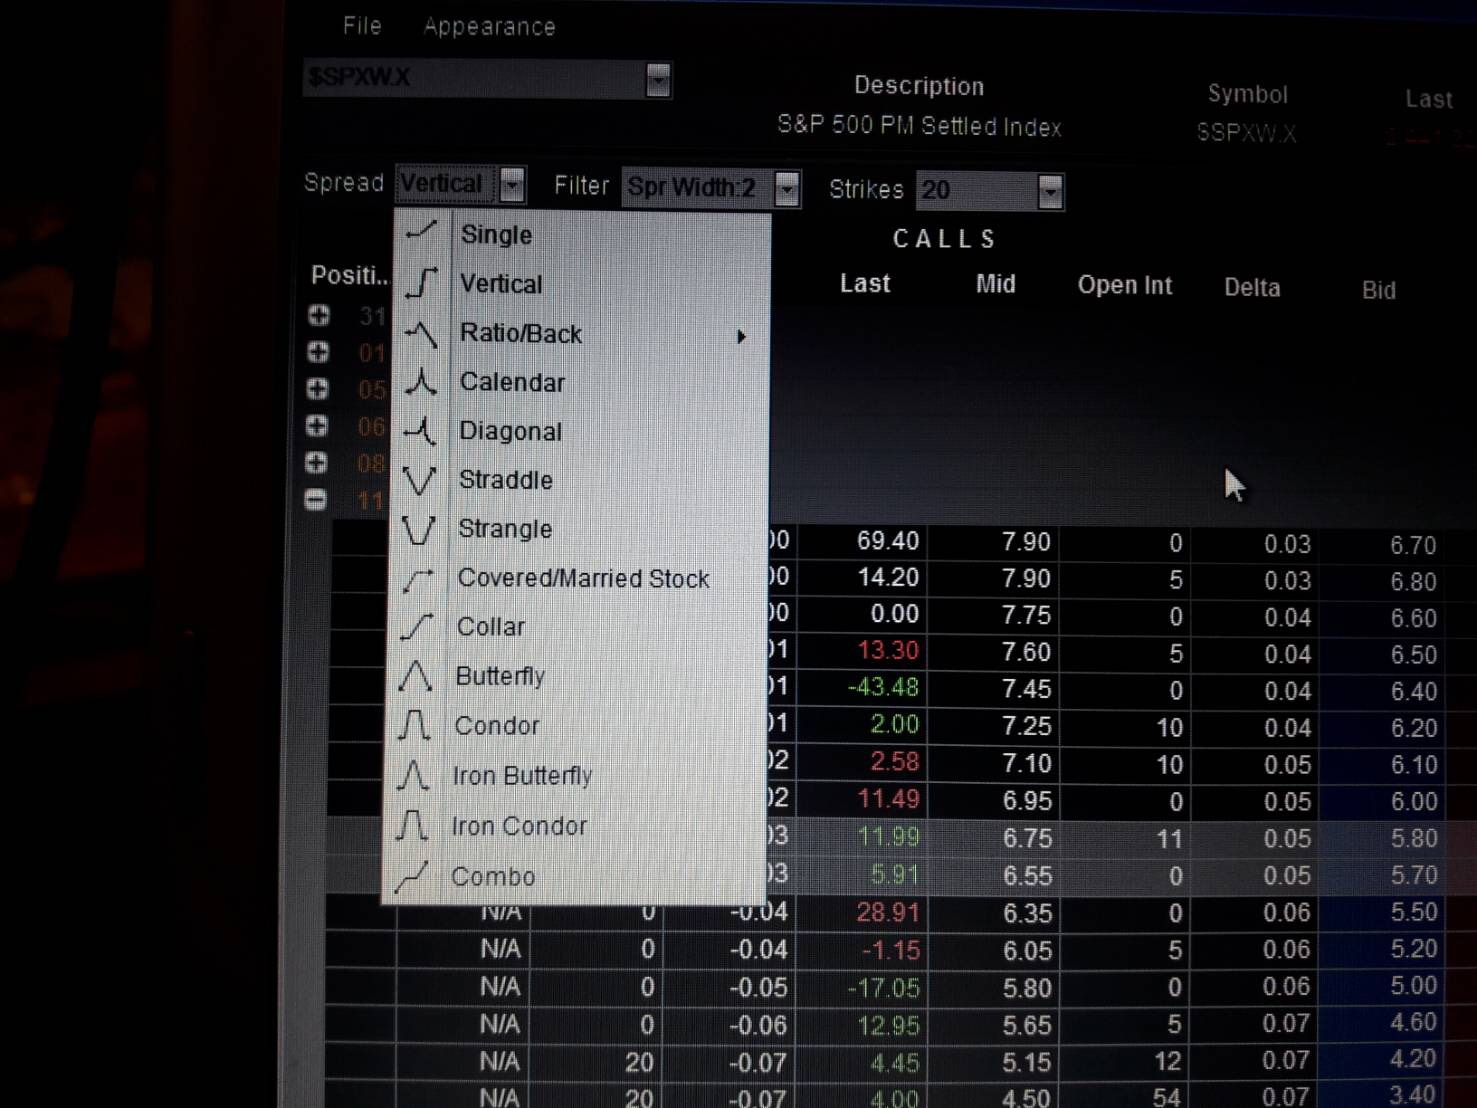 File Appearance
$SPXW.X
Description Symbol Last
S&P 500 PM Settled Index $SPXW.X
Spread Vertical Filter Spr Width:2 Strikes 20
Single
CALLS
Positi... Vertical Last Mid Open Int Delta Bid
31
Ratio/Back
01
05 Calendar
06 Diagonal
08 Straddle
11
Strangle 69.40 7.90 0 0.03 6.70
Covered/Married Stock 14.20 7.90 5 0.03 6.80
Collar 0.00 7.75 0 0.04 6.60
13.30 7.60 5 0.04 6.50
Butterfly -43.48 7.45 0 0.04 6.40
Condor 2.00 7.25 10 0.04 6.20
Iron Butterfly 2.58 7.10 10 0.05 6.10
11.49 6.95 0 0.05 6.00
Iron Condor 11.99 6.75 11 0.05 5.80
Combo 5.91 6.55 0 0.05 5.70
N/A 0 -0.04 28.91 6.35 0 0.06 5.50
N/A 0 -0.04 -1.15 6.05 5 0.06 5.20
N/A 0 -0.05 -17.05 5.80 0 0.06 5.00
N/A 0 -0.06 12.95 5.65 5 0.07 4.60
N/A 20 -0.07 4.45 5.15 12 0.07 4.20
N/A 20 -0.07 4.00 4.50 54 0.07 3.40